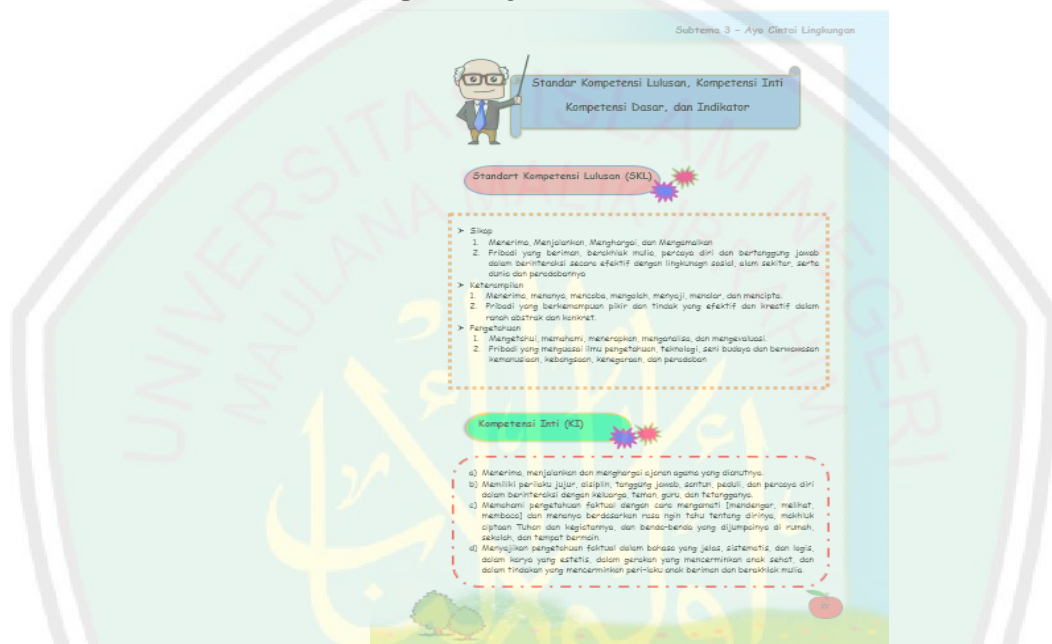 Subtema 3 – Ayo Cintai Lingkungan
Standar Kompetensi Lulusan, Kompetensi Inti
Kompetensi Dasar, dan Indikator
Standart Kompetensi Lulusan (SKL)
➤ Sikap
1. Menerima, Menjalankan, Menghargai, dan Mengamalkan
2. Pribadi yang beriman, berakhlak mulia, percaya diri dan bertanggung jawab
dalam berinteraksi secara efektif dengan lingkunagn sosial, alam sekitar, serta
dunia dan peradabannya
➤ Keterampilan
1. Menerima, menanya, mencoba, mengolah, menyaji, menalar, dan mencipta.
2. Pribadi yang berkemampuan pikir dan tindak yang efektif dan kreatif dalam
ranah abstrak dan konkret.
➤ Pengetahuan
1. Mengetahui, memahami, menerapkan, menganalisa, dan mengevaluasi.
2. Pribadi yang menguasai ilmu pengetahuan, teknologi, seni budaya dan berwawasan
kemanusiaan, kebangsaan, kenegaraan, dan peradaban
Kompetensi Inti (KI)
a) Menerima, menjalankan dan menghargai ajaran agama yang dianutnya.
b) Memiliki perilaku jujur, disiplin, tanggung jawab, santun, peduli, dan percaya diri
dalam berinteraksi dengan keluarga, teman, guru, dan tetangganya.
c) Memahami pengetahuan faktual dengan cara mengamati [mendengar, melihat,
membaca] dan menanya berdasarkan rasa ngin tahu tentang dirinya, makhluk
ciptaan Tuhan dan kegiatannya, dan benda-benda yang dijumpainya di rumah,
sekolah, dan tempat bermain.
d) Menyajikan pengetahuan faktual dalam bahasa yang jelas, sistematis, dan logis,
dalam karya yang estetis, dalam gerakan yang mencerminkan anak sehat, dan
dalam tindakan yang mencerminkan peri-laku anak beriman dan berakhlak mulia.
UNIVERSITAS ISLAM NEGERI
MAULANA MALIK IBRAHIM